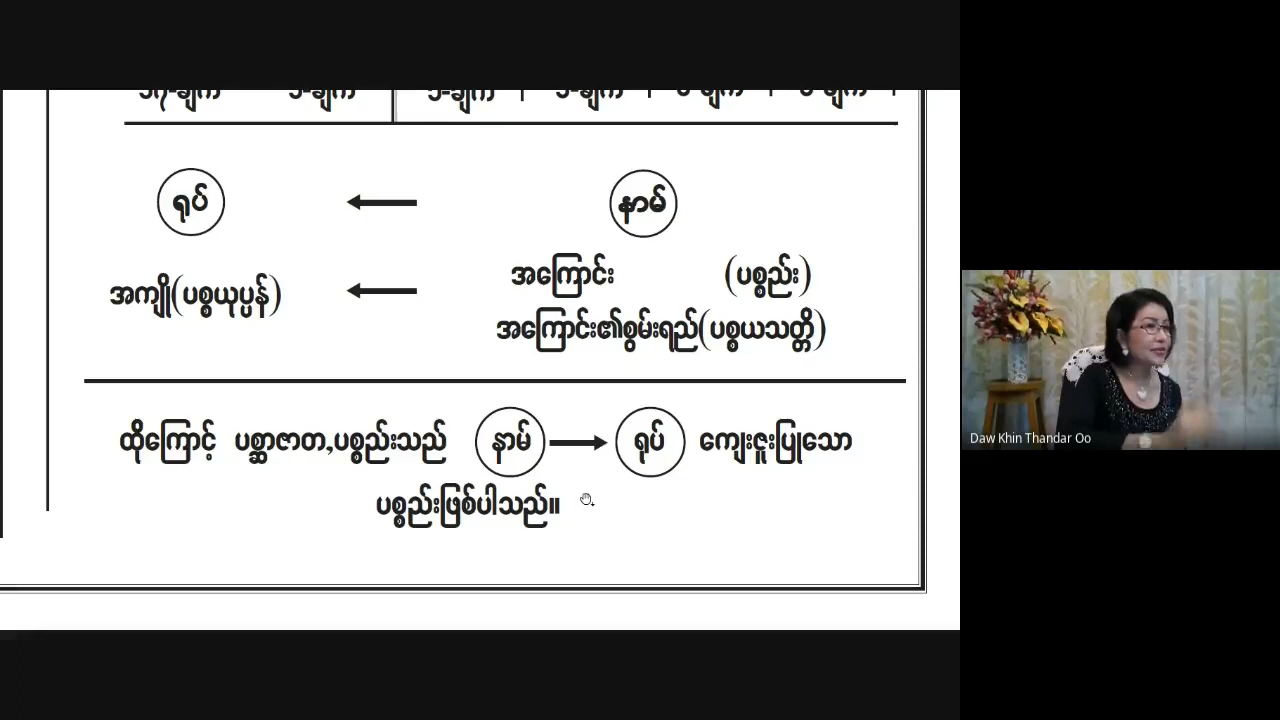 ရုပ် ← နာမ်
အကြောင်း (ပစ္စည်း)
အကျိုး(ပစ္စယုပ္ပန်) ←
အကြောင်း၏စွမ်းရည်(ပစ္စယသတ္တိ)
ထိုကြောင့် ပစ္ဆာဇာတ,ပစ္စည်းသည် နာမ် → ရုပ် ကျေးဇူးပြုသော
ပစ္စည်းဖြစ်ပါသည်။
Daw Khin Thandar Oo